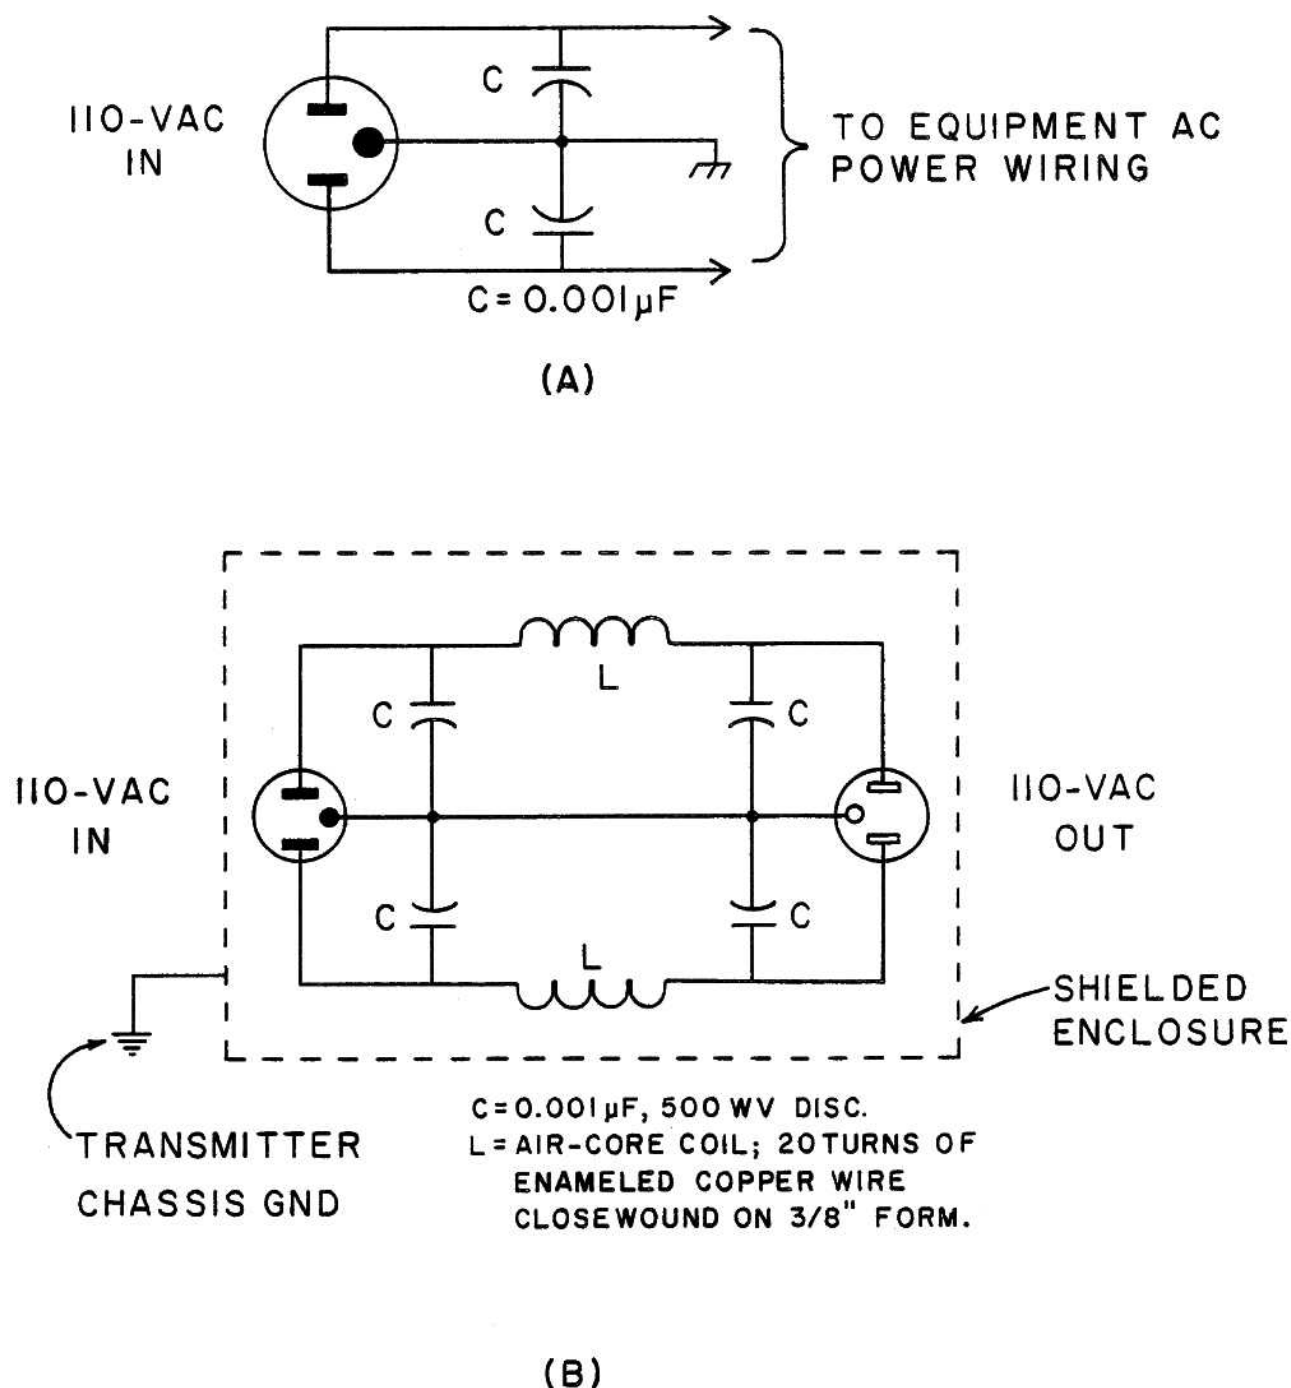 110-VAC
IN
C
C
TO EQUIPMENT AC
POWER WIRING
C=0.001µF
(A)
L
C
C
110-VAC
IN
110-VAC
OUT
C
C
L
SHIELDED
ENCLOSURE
TRANSMITTER
CHASSIS GND
C=0.001µF, 500 WV DISC.
L=AIR-CORE COIL; 20 TURNS OF
ENAMELED COPPER WIRE
CLOSEWOUND ON 3/8" FORM.
(B)